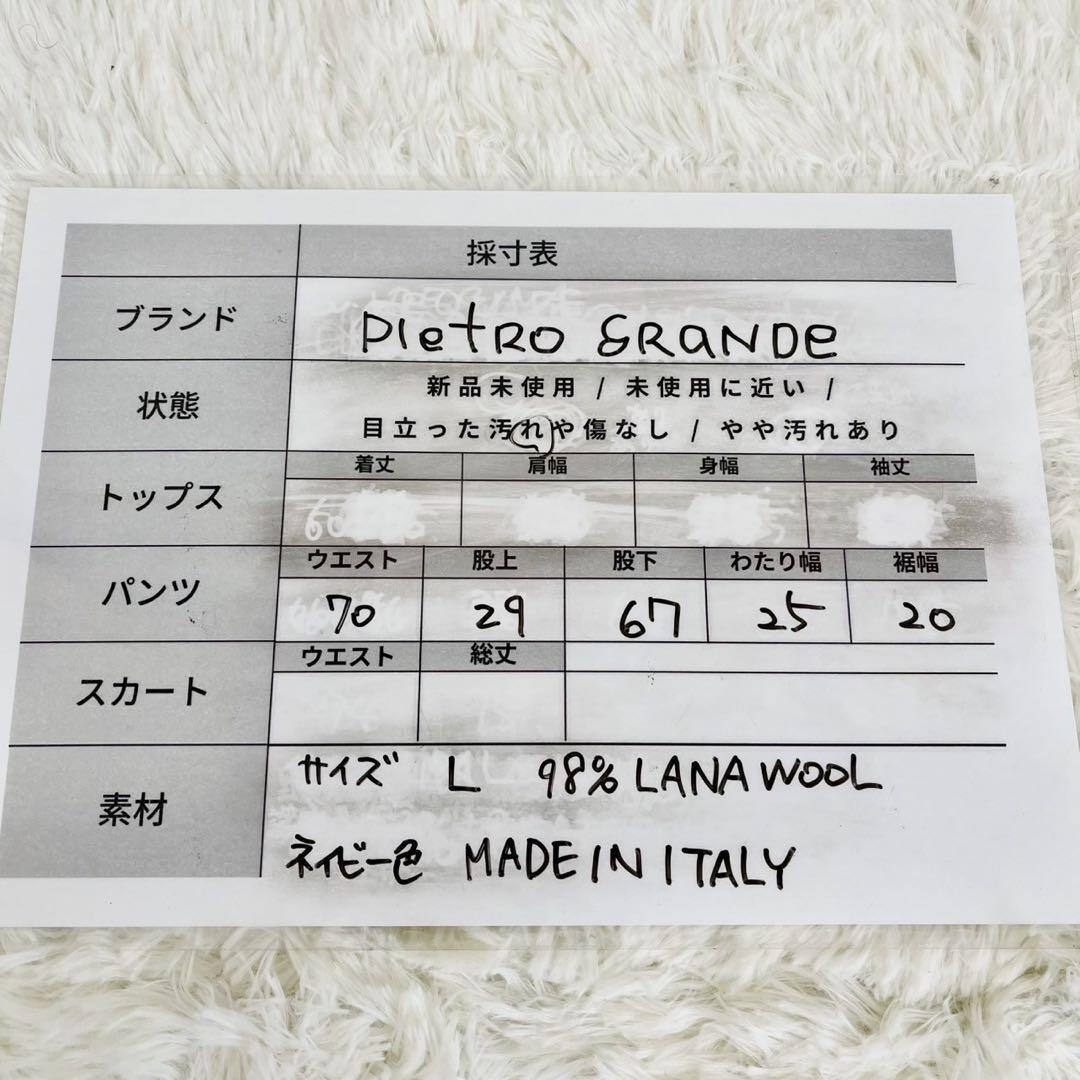 採寸表
ブランド PIetRO GRANDe
状態 新品未使用 / 未使用に近い /
目立った汚れや傷なし / やや汚れあり
トップス 着丈 肩幅 身幅 袖丈
パンツ ウエスト 股上 股下 わたり幅 裾幅
70 29 67 25 20
スカート ウエスト 総丈
素材 サイズ L 98% LANA WOOL
ネイビー色 MADE IN ITALY